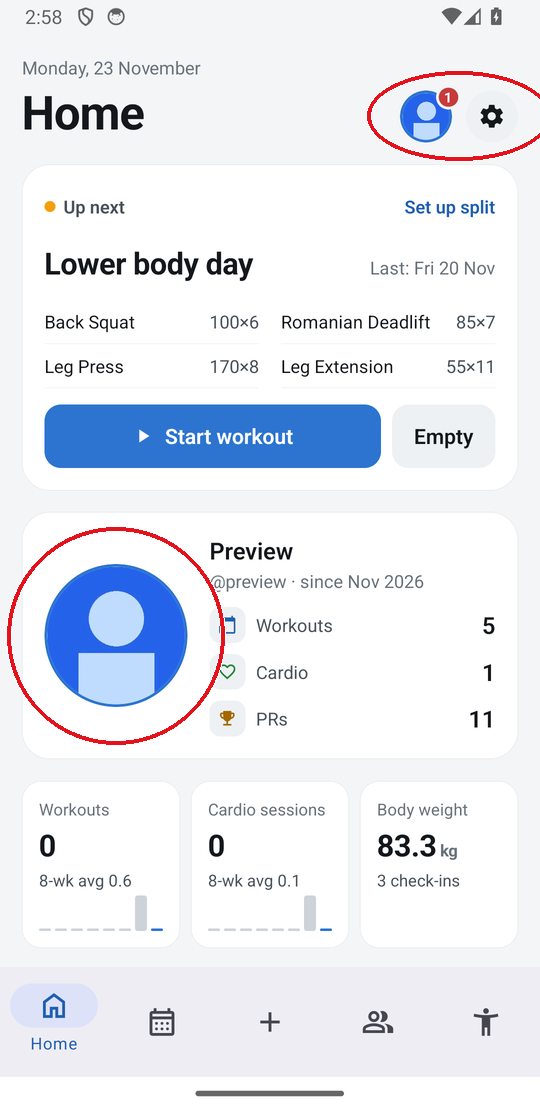 2:58
Monday, 23 November
Home
1
Up next
Set up split
Lower body day
Last: Fri 20 Nov
Back Squat 100×6
Romanian Deadlift 85×7
Leg Press 170×8
Leg Extension 55×11
Start workout
Empty
Preview
@preview · since Nov 2026
Workouts 5
Cardio 1
PRs 11
Workouts
0
8-wk avg 0.6
Cardio sessions
0
8-wk avg 0.1
Body weight
83.3 kg
3 check-ins
Home